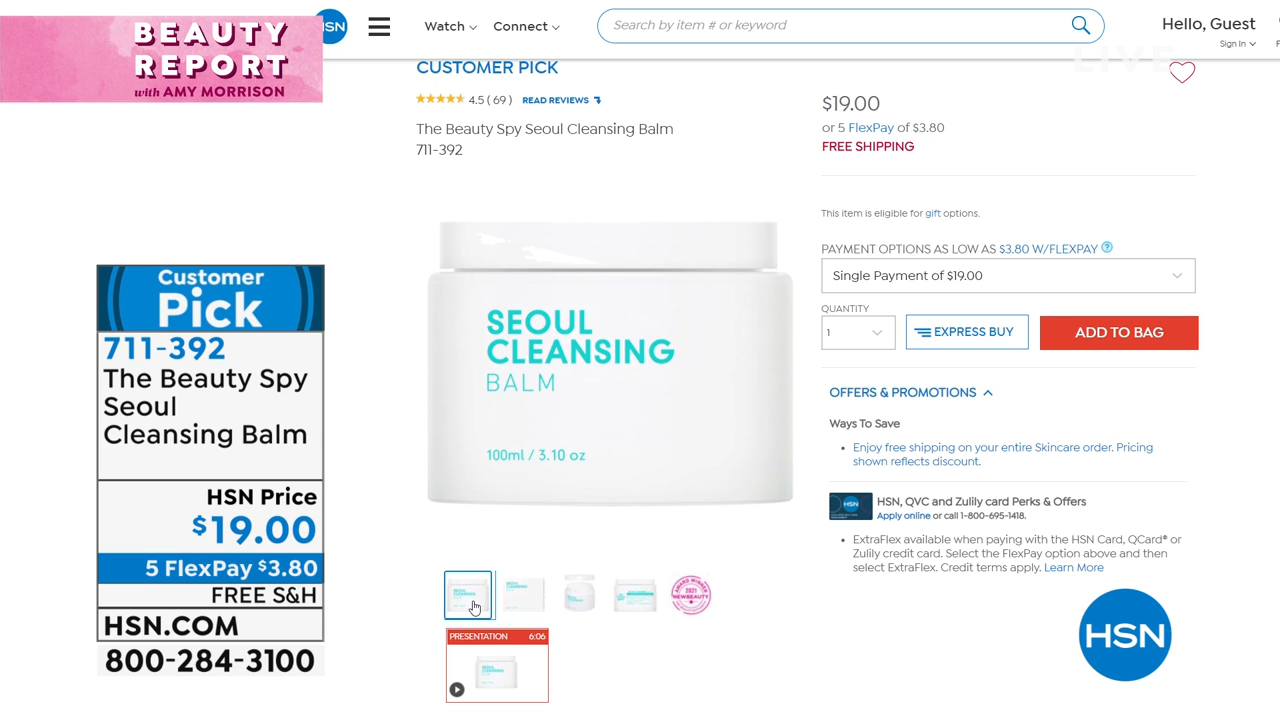 BEAUTY
REPORT
with AMY MORRISON
HSN
Watch
Connect
Search by item # or keyword
Hello, Guest
Sign In
LIVE
CUSTOMER PICK
4.5 ( 69 ) READ REVIEWS
The Beauty Spy Seoul Cleansing Balm
711-392
$19.00
or 5 FlexPay of $3.80
FREE SHIPPING
This item is eligible for gift options.
PAYMENT OPTIONS AS LOW AS $3.80 W/FLEXPAY ?
Single Payment of $19.00
QUANTITY
1
EXPRESS BUY
ADD TO BAG
OFFERS & PROMOTIONS
Ways To Save
• Enjoy free shipping on your entire Skincare order. Pricing
shown reflects discount.
HSN
HSN, QVC and Zulily card Perks & Offers
Apply online or call 1-800-695-1418.
• ExtraFlex available when paying with the HSN Card, QCard® or
Zulily credit card. Select the FlexPay option above and then
select ExtraFlex. Credit terms apply. Learn More
SEOUL
CLEANSING
BALM
100ml / 3.10 oz
AWARD WINNER
2021
NEWBEAUTY
PRESENTATION 6:06
Customer
Pick
711-392
The Beauty Spy
Seoul
Cleansing Balm
HSN Price
$19.00
5 FlexPay $3.80
FREE S&H
HSN.COM
800-284-3100
HSN